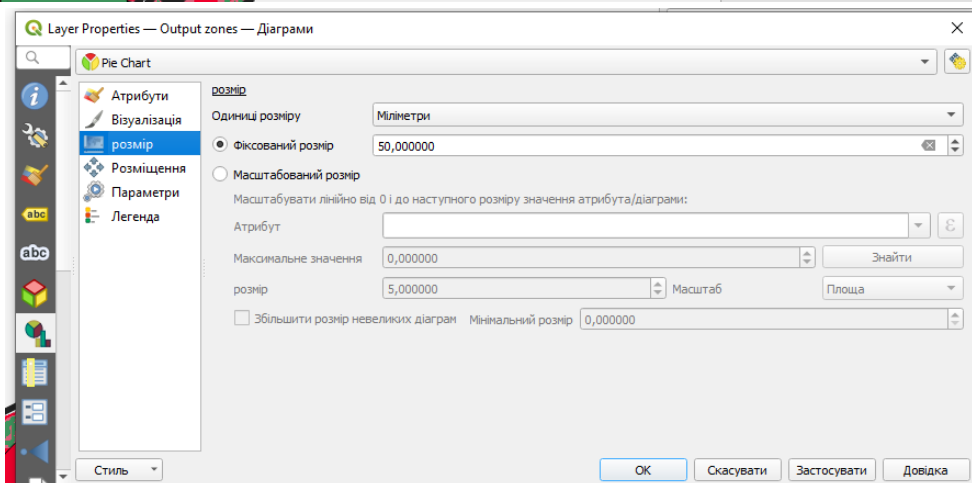 Layer Properties — Output zones — Діаграми
Pie Chart
Атрибути
Візуалізація
розмір
Розміщення
Параметри
Легенда
розмір
Одиниці розміру Міліметри
Фіксований розмір 50,000000
Масштабований розмір
Масштабувати лінійно від 0 і до наступного розміру значення атрибута/діаграми:
Атрибут ε
Максимальне значення 0,000000 Знайти
розмір 5,000000 Масштаб Площа
Збільшити розмір невеликих діаграм Мінімальний розмір 0,000000
abc
abc
Стиль OK Скасувати Застосувати Довідка